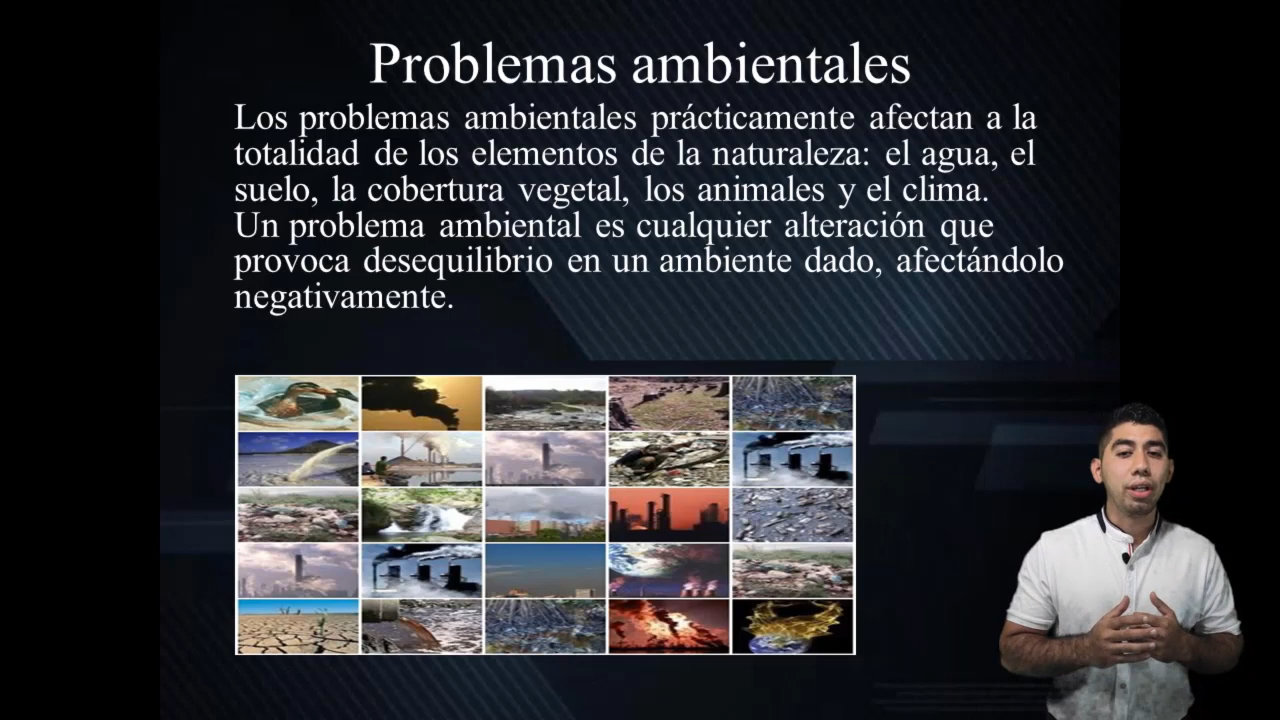 Problemas ambientales
Los problemas ambientales prácticamente afectan a la
totalidad de los elementos de la naturaleza: el agua, el
suelo, la cobertura vegetal, los animales y el clima.
Un problema ambiental es cualquier alteración que
provoca desequilibrio en un ambiente dado, afectándolo
negativamente.